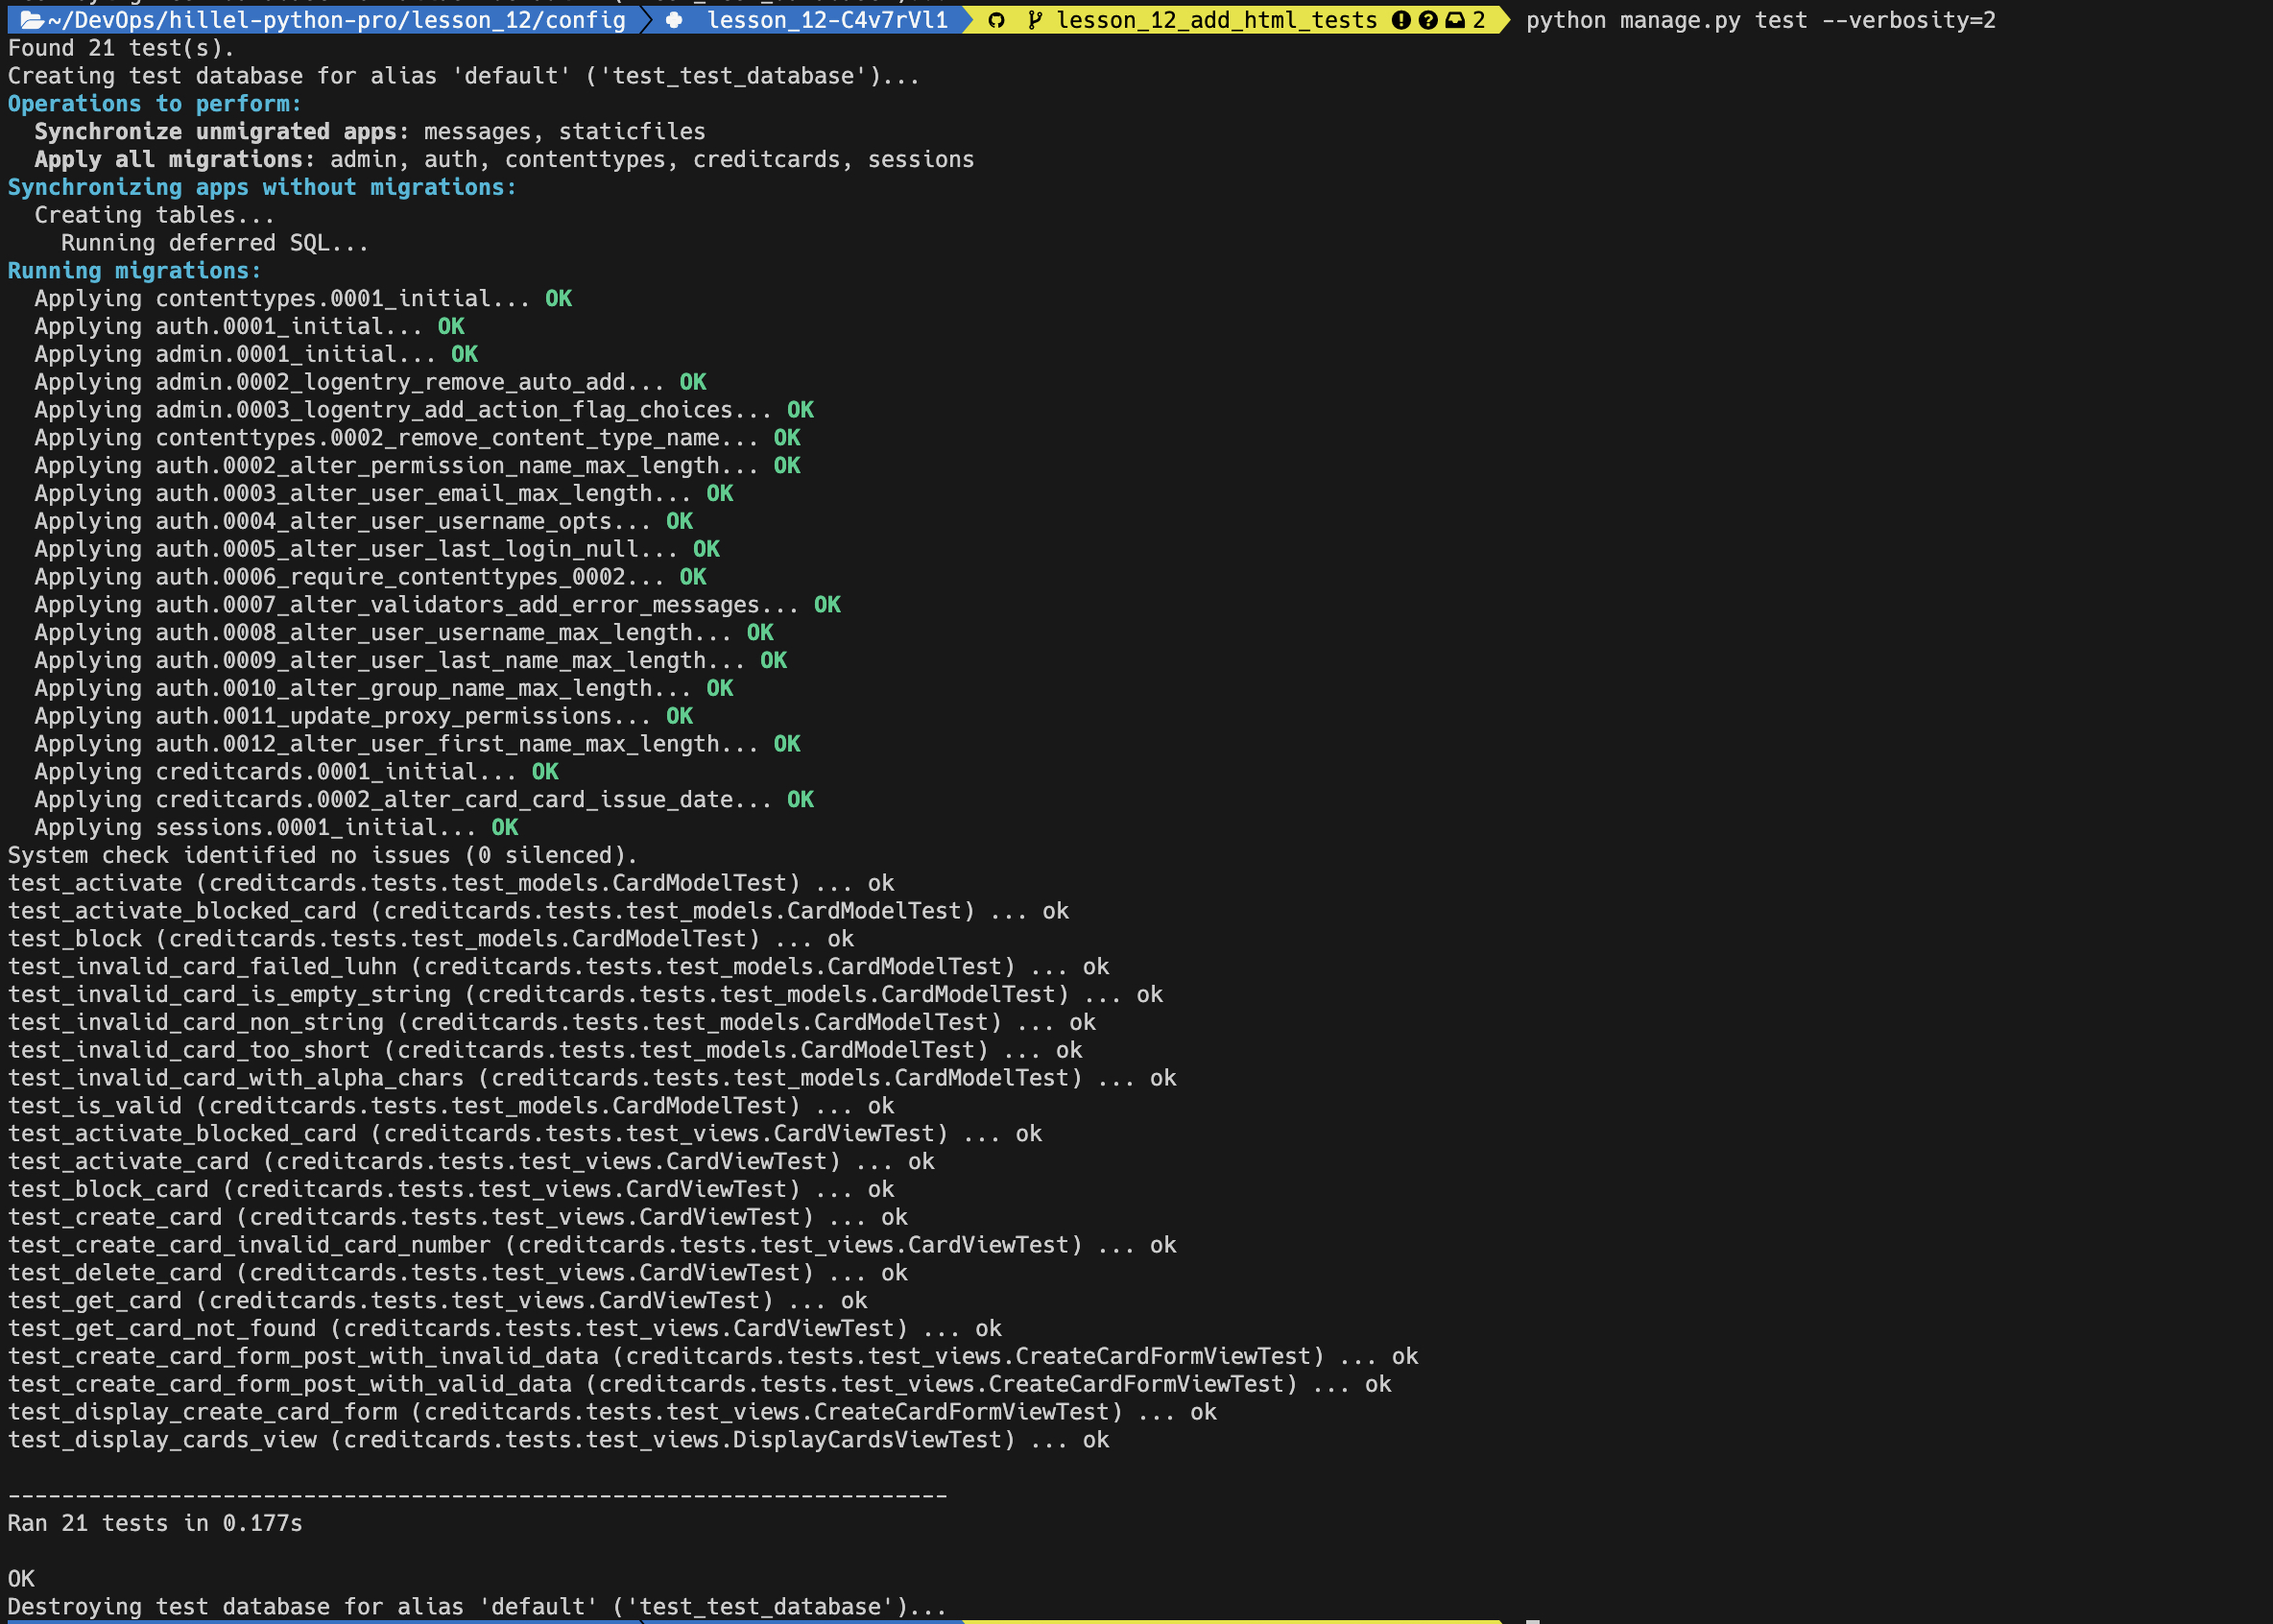 ~/DevOps/hillel-python-pro/lesson_12/config lesson_12-C4v7rVl1 lesson_12_add_html_tests 2 python manage.py test --verbosity=2
Found 21 test(s).
Creating test database for alias 'default' ('test_test_database')...
Operations to perform:
  Synchronize unmigrated apps: messages, staticfiles
  Apply all migrations: admin, auth, contenttypes, creditcards, sessions
Synchronizing apps without migrations:
  Creating tables...
    Running deferred SQL...
Running migrations:
  Applying contenttypes.0001_initial... OK
  Applying auth.0001_initial... OK
  Applying admin.0001_initial... OK
  Applying admin.0002_logentry_remove_auto_add... OK
  Applying admin.0003_logentry_add_action_flag_choices... OK
  Applying contenttypes.0002_remove_content_type_name... OK
  Applying auth.0002_alter_permission_name_max_length... OK
  Applying auth.0003_alter_user_email_max_length... OK
  Applying auth.0004_alter_user_username_opts... OK
  Applying auth.0005_alter_user_last_login_null... OK
  Applying auth.0006_require_contenttypes_0002... OK
  Applying auth.0007_alter_validators_add_error_messages... OK
  Applying auth.0008_alter_user_username_max_length... OK
  Applying auth.0009_alter_user_last_name_max_length... OK
  Applying auth.0010_alter_group_name_max_length... OK
  Applying auth.0011_update_proxy_permissions... OK
  Applying auth.0012_alter_user_first_name_max_length... OK
  Applying creditcards.0001_initial... OK
  Applying creditcards.0002_alter_card_card_issue_date... OK
  Applying sessions.0001_initial... OK
System check identified no issues (0 silenced).
test_activate (creditcards.tests.test_models.CardModelTest) ... ok
test_activate_blocked_card (creditcards.tests.test_models.CardModelTest) ... ok
test_block (creditcards.tests.test_models.CardModelTest) ... ok
test_invalid_card_failed_luhn (creditcards.tests.test_models.CardModelTest) ... ok
test_invalid_card_is_empty_string (creditcards.tests.test_models.CardModelTest) ... ok
test_invalid_card_non_string (creditcards.tests.test_models.CardModelTest) ... ok
test_invalid_card_too_short (creditcards.tests.test_models.CardModelTest) ... ok
test_invalid_card_with_alpha_chars (creditcards.tests.test_models.CardModelTest) ... ok
test_is_valid (creditcards.tests.test_models.CardModelTest) ... ok
test_activate_blocked_card (creditcards.tests.test_views.CardViewTest) ... ok
test_activate_card (creditcards.tests.test_views.CardViewTest) ... ok
test_block_card (creditcards.tests.test_views.CardViewTest) ... ok
test_create_card (creditcards.tests.test_views.CardViewTest) ... ok
test_create_card_invalid_card_number (creditcards.tests.test_views.CardViewTest) ... ok
test_delete_card (creditcards.tests.test_views.CardViewTest) ... ok
test_get_card (creditcards.tests.test_views.CardViewTest) ... ok
test_get_card_not_found (creditcards.tests.test_views.CardViewTest) ... ok
test_create_card_form_post_with_invalid_data (creditcards.tests.test_views.CreateCardFormViewTest) ... ok
test_create_card_form_post_with_valid_data (creditcards.tests.test_views.CreateCardFormViewTest) ... ok
test_display_create_card_form (creditcards.tests.test_views.CreateCardFormViewTest) ... ok
test_display_cards_view (creditcards.tests.test_views.DisplayCardsViewTest) ... ok
----------------------------------------------------------------------
Ran 21 tests in 0.177s
OK
Destroying test database for alias 'default' ('test_test_database')...